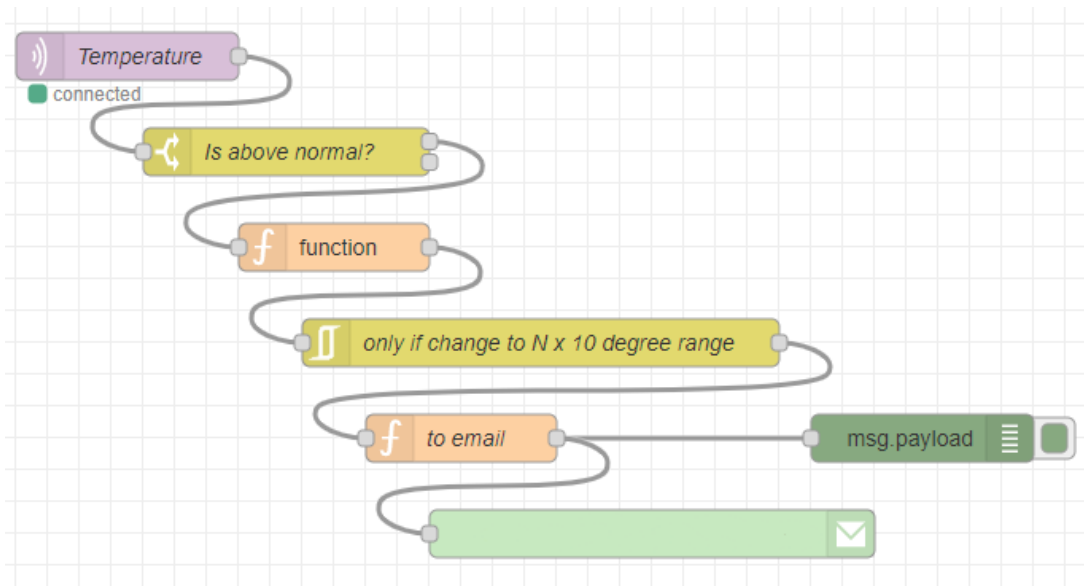 Temperature
connected
Is above normal?
function
only if change to N x 10 degree range
to email
msg.payload